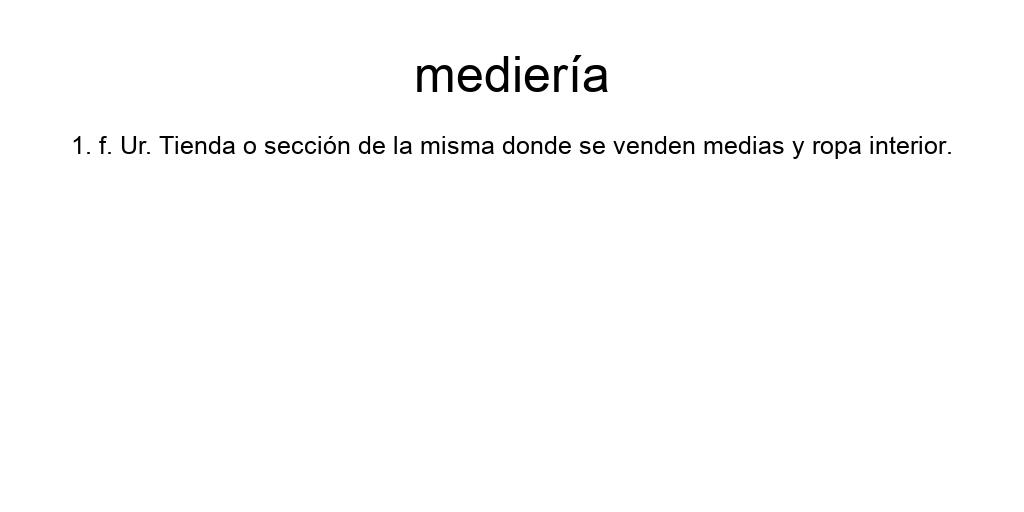 mediería
1. f. Ur. Tienda o sección de la misma donde se venden medias y ropa interior.